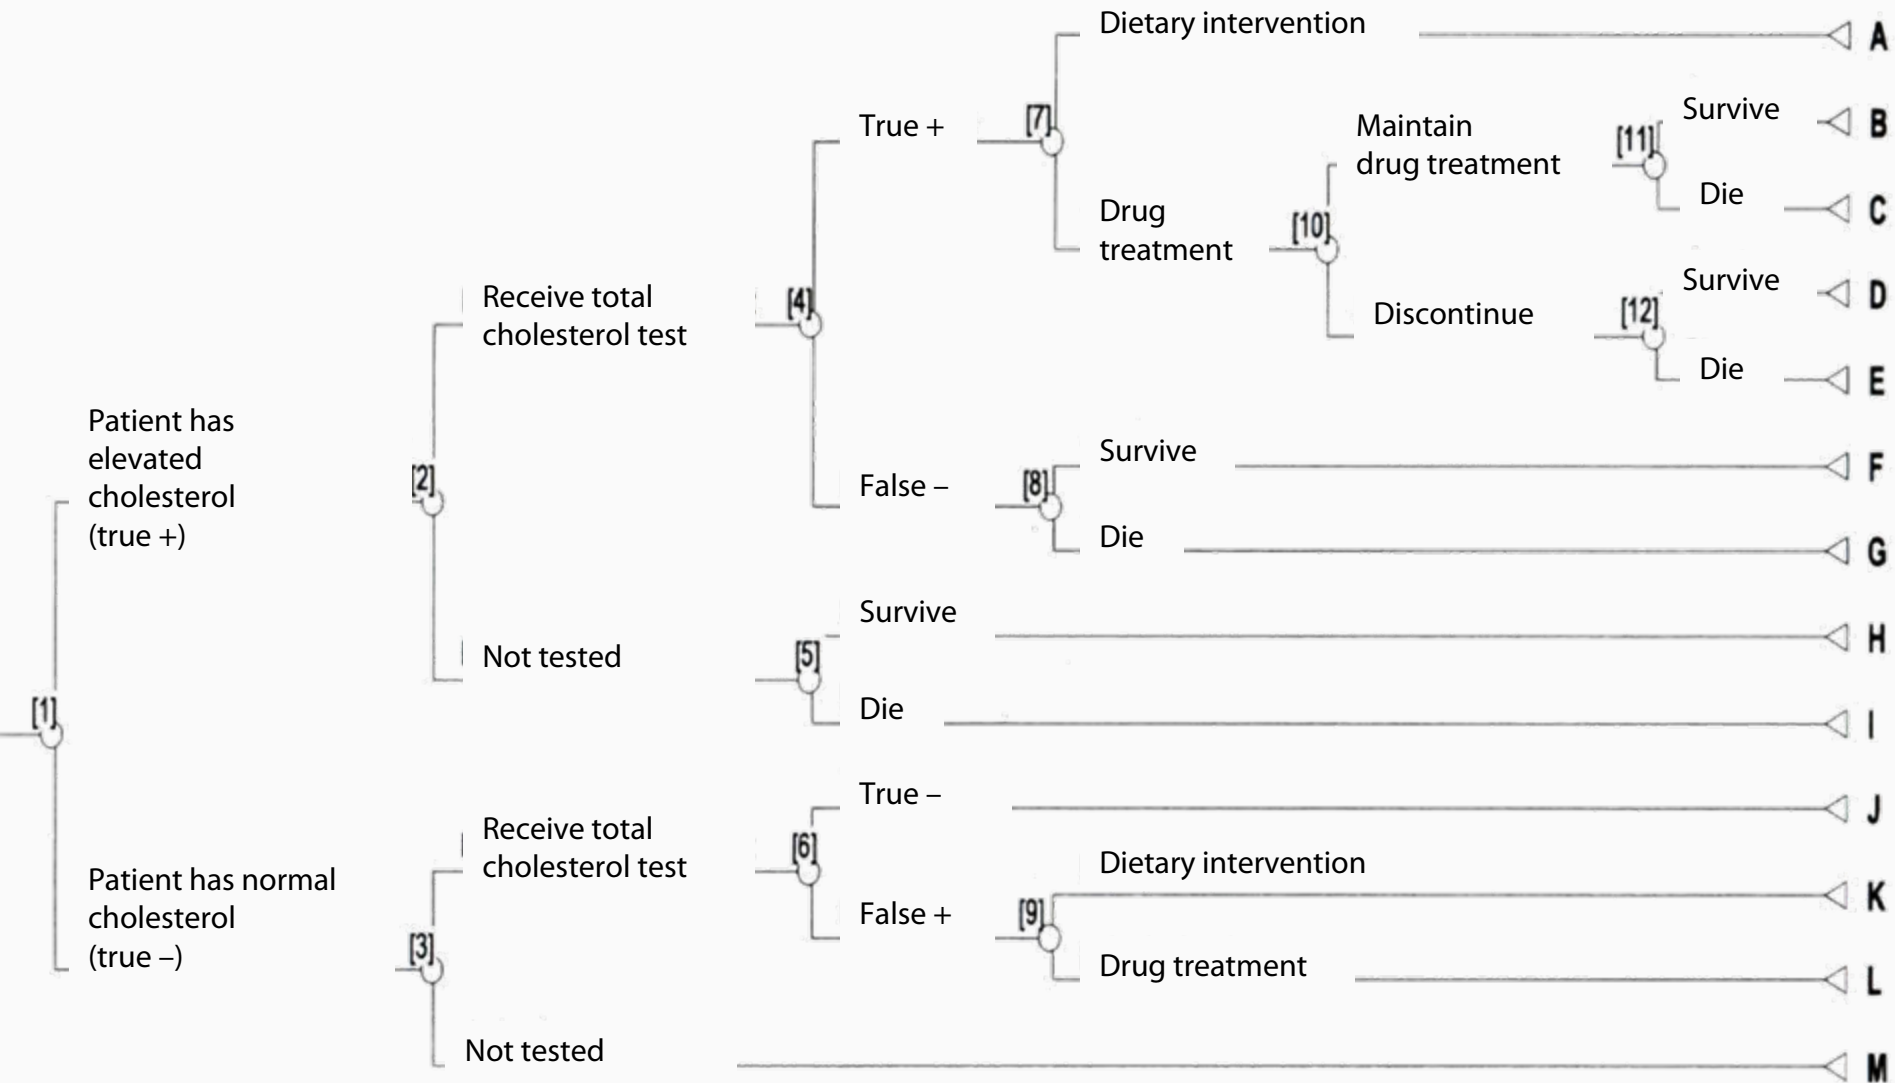 Dietary intervention
A
True +
[7]
Maintain
drug treatment
[11]
Survive
B
Die
C
Drug
treatment
[10]
Receive total
cholesterol test
[4]
Discontinue
[12]
Survive
D
Die
E
Patient has
elevated
cholesterol
(true +)
[2]
False –
[8]
Survive
F
Die
G
Not tested
[5]
Survive
H
Die
I
[1]
Receive total
cholesterol test
[6]
True –
J
Patient has normal
cholesterol
(true –)
[3]
False +
[9]
Dietary intervention
K
Drug treatment
L
Not tested
M